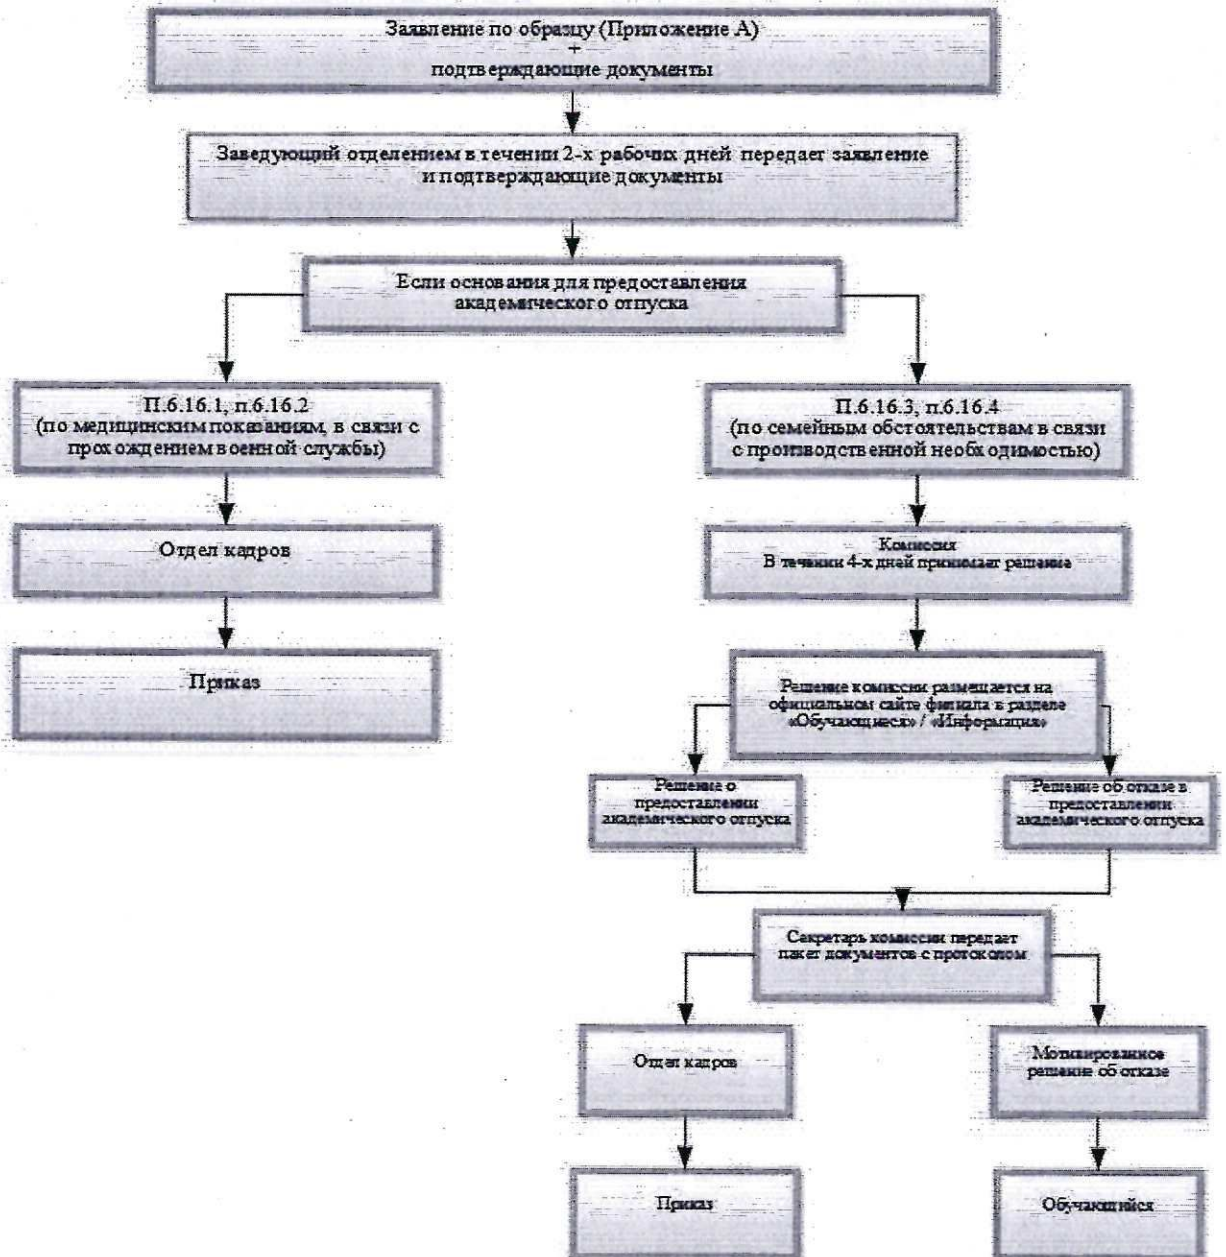 Заявление по образцу (Приложение А)
+
подтверждающие документы
Заведующий отделением в течении 2-х рабочих дней передает заявление
и подтверждающие документы
Если основания для предоставления
академического отпуска
П.6.16.1, п.6.16.2
(по медицинским показаниям, в связи с
прохождением военной службы)
П.6.16.3, п.6.16.4
(по семейным обстоятельствам в связи
с производственной необходимостью)
Отдел кадров
Комиссия
В течении 4-х дней принимает решение
Приказ
Решение комиссии размещается на
официальном сайте филиала в разделе
«Обучающиеся» / «Информация»
Решение о
предоставлении
академического отпуска
Решение об отказе в
предоставлении
академического отпуска
Секретарь комиссии передает
пакет документов с протоколом
Отдел кадров
Мотивированное
решение об отказе
Приказ
Обучающийся